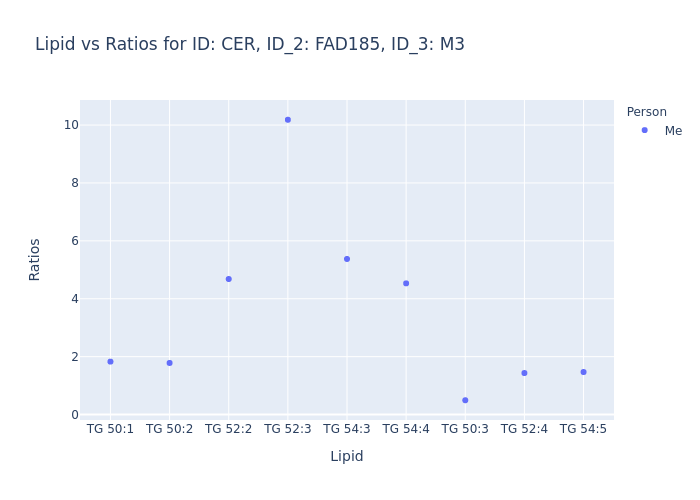 Lipid vs Ratios for ID: CER, ID_2: FAD185, ID_3: M3
Person
Me
Ratios
10
8
6
4
2
0
TG 50:1 TG 50:2 TG 52:2 TG 52:3 TG 54:3 TG 54:4 TG 50:3 TG 52:4 TG 54:5
Lipid